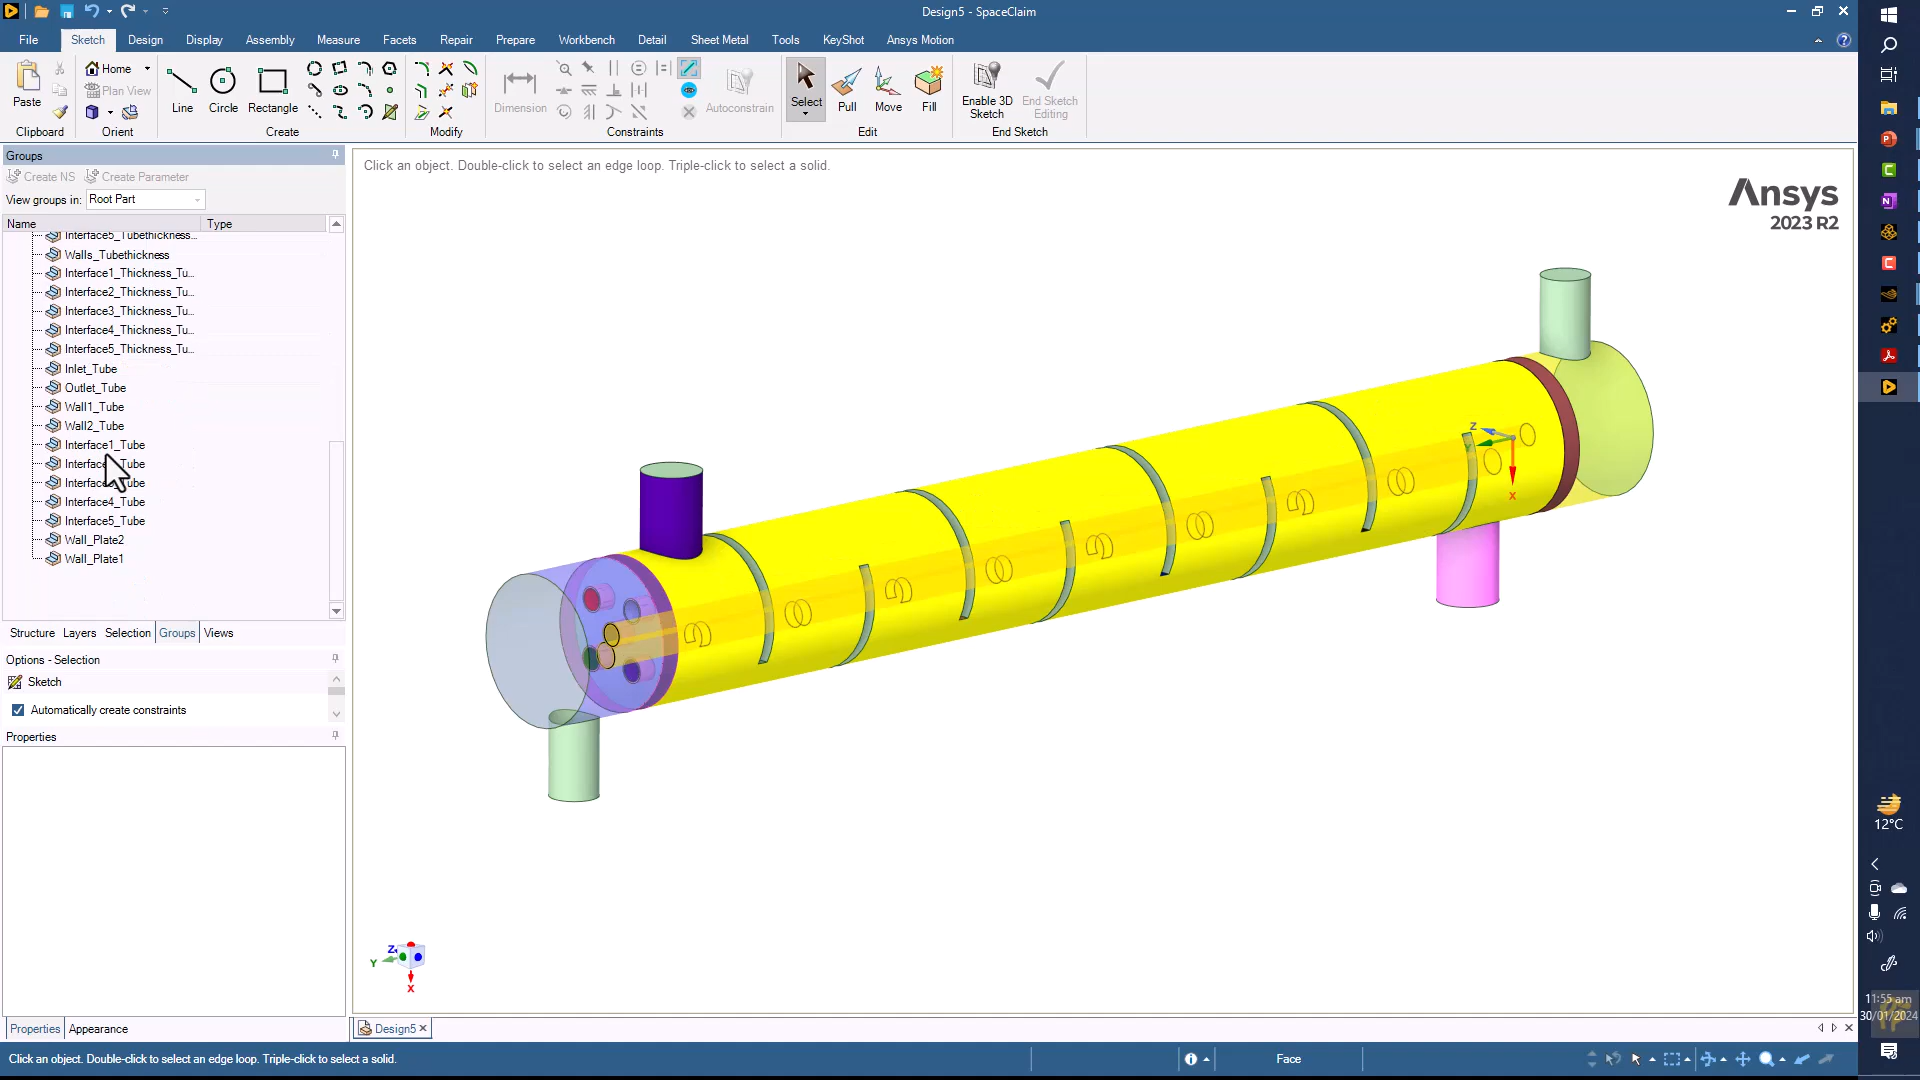 Design5 - SpaceClaim
File Sketch Design Display Assembly Measure Facets Repair Prepare Workbench Detail Sheet Metal Tools KeyShot Ansys Motion
Paste
Home
Plan View
Line Circle Rectangle
Dimension
Autoconstrain
Select Pull Move Fill
Enable 3D Sketch
End Sketch Editing
Clipboard Orient Create Modify Constraints Edit End Sketch
Groups
Create NS Create Parameter
View groups in: Root Part
Name Type
Interface5_Tubethickness...
Walls_Tubethickness
Interface1_Thickness_Tu...
Interface2_Thickness_Tu...
Interface3_Thickness_Tu...
Interface4_Thickness_Tu...
Interface5_Thickness_Tu...
Inlet_Tube
Outlet_Tube
Wall1_Tube
Wall2_Tube
Interface1_Tube
Interface4_Tube
Interface5_Tube
Wall_Plate2
Wall_Plate1
Structure Layers Selection Groups Views
Options - Selection
Sketch
Automatically create constraints
Properties
Properties Appearance
Click an object. Double-click to select an edge loop. Triple-click to select a solid.
Ansys
2023 R2
Z
X
Z
Y
X
Design5
Click an object. Double-click to select an edge loop. Triple-click to select a solid.
Face
12°C
11:55 am
30/01/2024